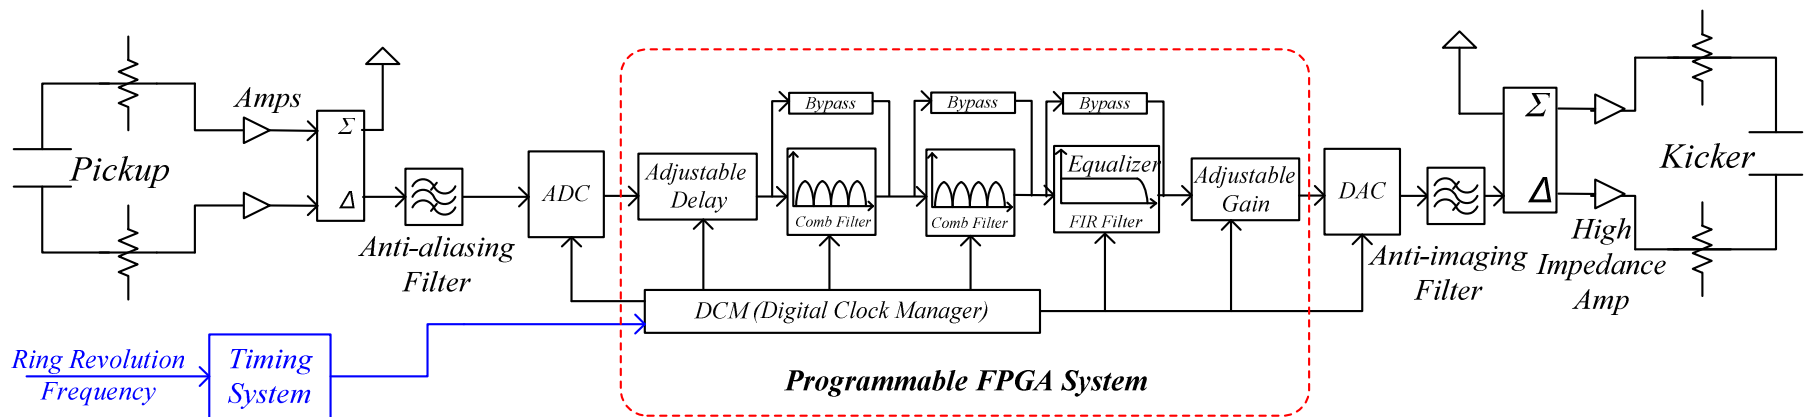 Pickup
Amps
Σ
Δ
Anti-aliasing
Filter
ADC
Adjustable
Delay
Bypass
Comb Filter
Bypass
Comb Filter
Bypass
Equalizer
FIR Filter
Adjustable
Gain
DAC
Anti-imaging
Filter
Σ
Δ
High
Impedance
Amp
Kicker
DCM (Digital Clock Manager)
Ring Revolution
Frequency
Timing
System
Programmable FPGA System